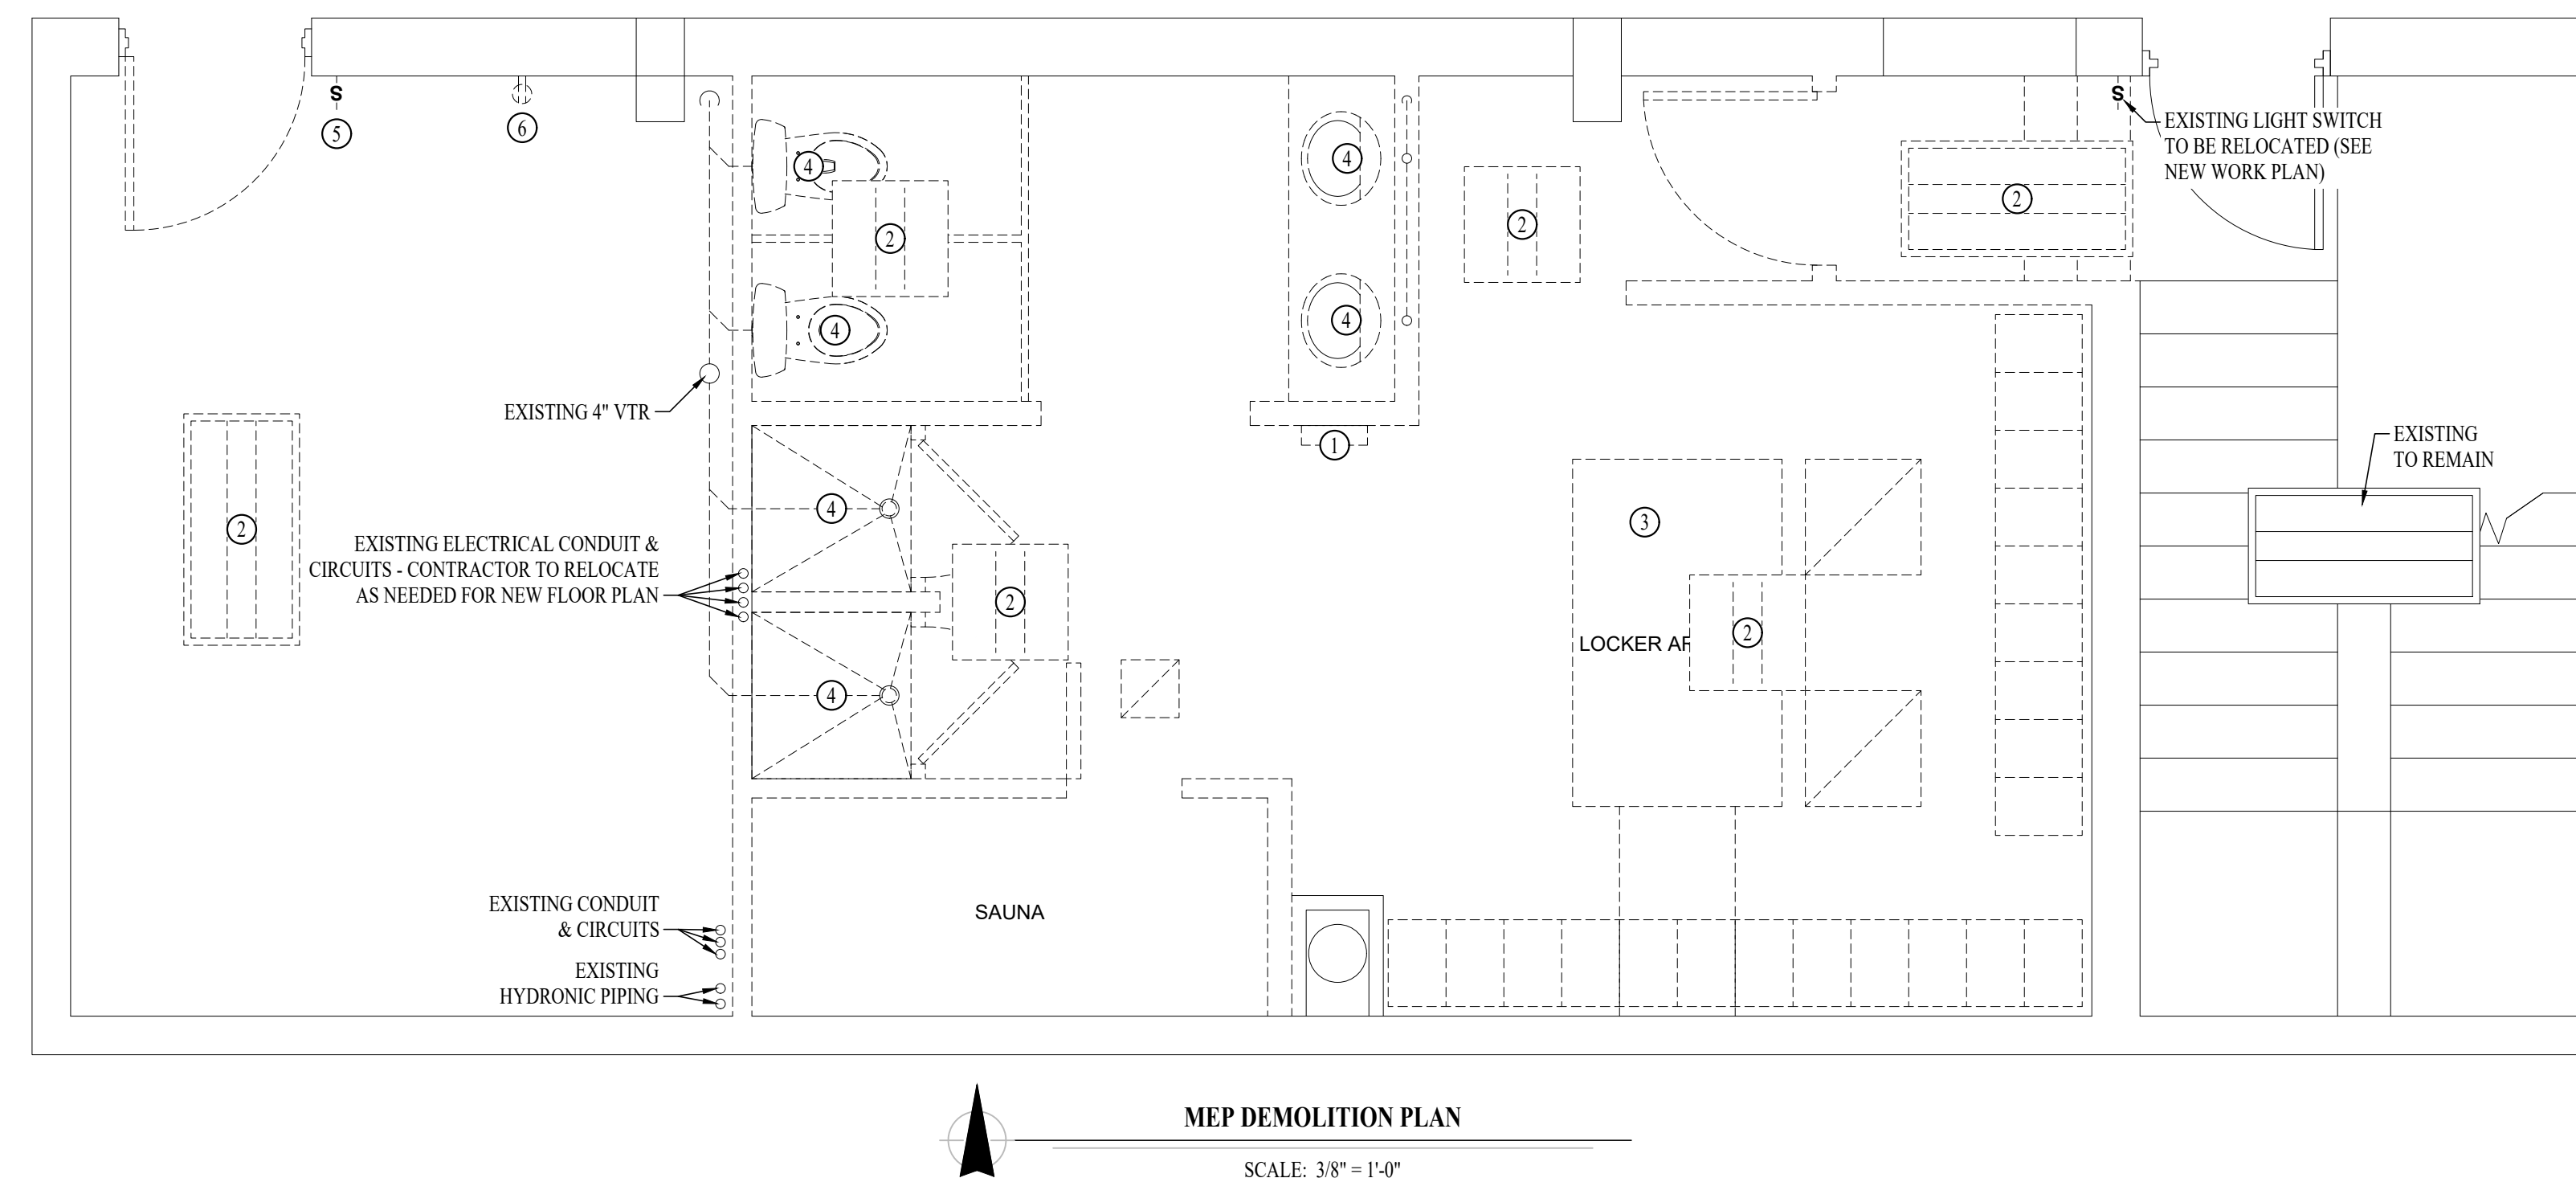 S
5
6
S
EXISTING LIGHT SWITCH
TO BE RELOCATED (SEE
NEW WORK PLAN)
4
4
2
2
2
4
4
EXISTING 4" VTR
1
EXISTING
TO REMAIN
2
4
3
EXISTING ELECTRICAL CONDUIT &
CIRCUITS - CONTRACTOR TO RELOCATE
AS NEEDED FOR NEW FLOOR PLAN
2
2
LOCKER AR
4
SAUNA
EXISTING CONDUIT
& CIRCUITS
EXISTING
HYDRONIC PIPING
MEP DEMOLITION PLAN
SCALE: 3/8" = 1'-0"